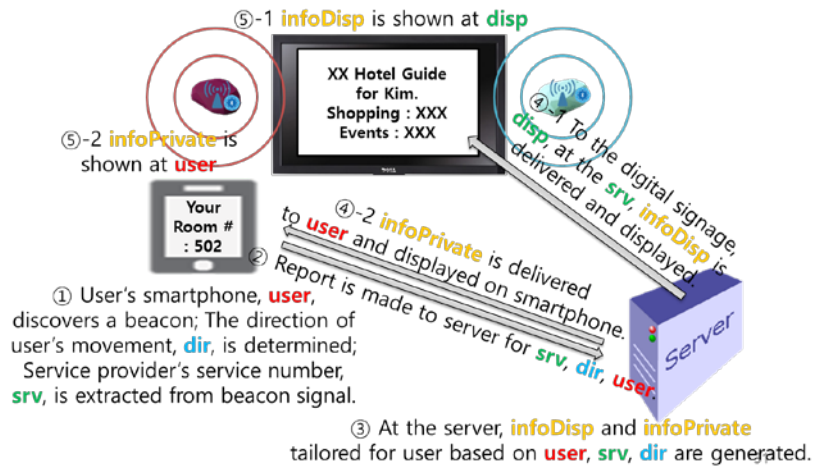 ⑤-1 infoDisp is shown at disp
XX Hotel Guide
for Kim.
Shopping : XXX
Events : XXX
⑤-2 infoPrivate is
shown at user
Your
Room #
: 502
④-1 To the digital signage,
disp, at the srv, infoDisp is
delivered and displayed.
④-2 infoPrivate is delivered
to user and displayed on smartphone.
② Report is made to server for srv, dir, user.
① User's smartphone, user,
discovers a beacon; The direction of
user's movement, dir, is determined;
Service provider's service number,
srv, is extracted from beacon signal.
Server
③ At the server, infoDisp and infoPrivate
tailored for user based on user, srv, dir are generated.